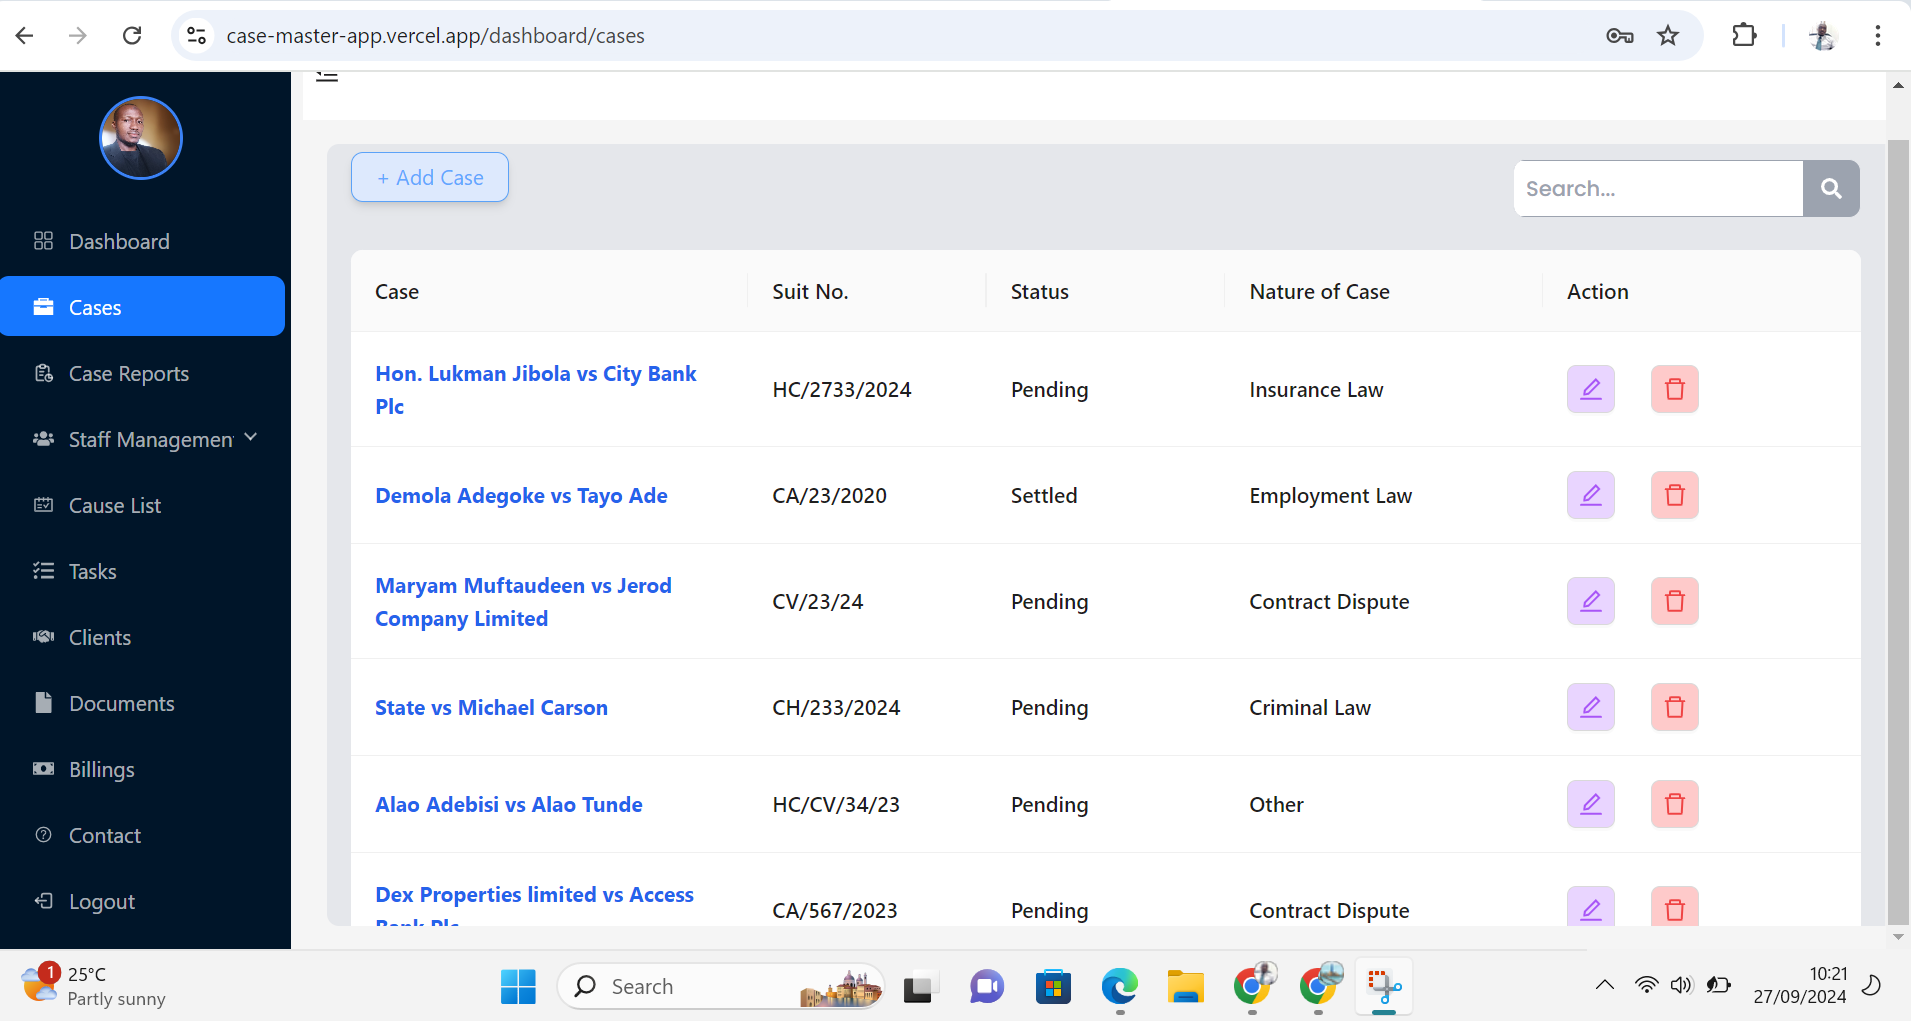 case-master-app.vercel.app/dashboard/cases
+ Add Case
Search...
Dashboard
Cases
Case Reports
Staff Managemen
Cause List
Tasks
Clients
Documents
Billings
Contact
Logout
Case Suit No. Status Nature of Case Action
Hon. Lukman Jibola vs City Bank
Plc
HC/2733/2024 Pending Insurance Law
Demola Adegoke vs Tayo Ade CA/23/2020 Settled Employment Law
Maryam Muftaudeen vs Jerod
Company Limited
CV/23/24 Pending Contract Dispute
State vs Michael Carson CH/233/2024 Pending Criminal Law
Alao Adebisi vs Alao Tunde HC/CV/34/23 Pending Other
Dex Properties limited vs Access
Bank Plc
CA/567/2023 Pending Contract Dispute
1
25°C
Partly sunny
Search
10:21
27/09/2024